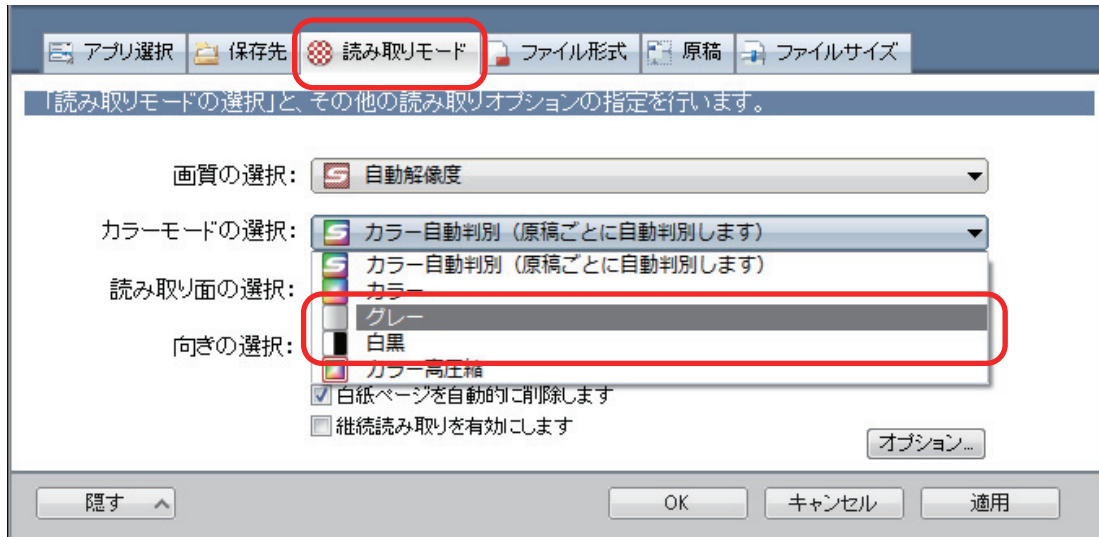 アプリ選択 保存先 読み取りモード ファイル形式 原稿 ファイルサイズ
「読み取りモードの選択」と、その他の読み取りオプションの指定を行います。
画質の選択: 自動解像度
カラーモードの選択: カラー自動判別（原稿ごとに自動判別します）
カラー自動判別（原稿ごとに自動判別します）
読み取り面の選択: カラー
グレー
向きの選択: 白黒
カラー高圧縮
白紙ページを自動的に削除します
継続読み取りを有効にします
オプション...
隠す OK キャンセル 適用